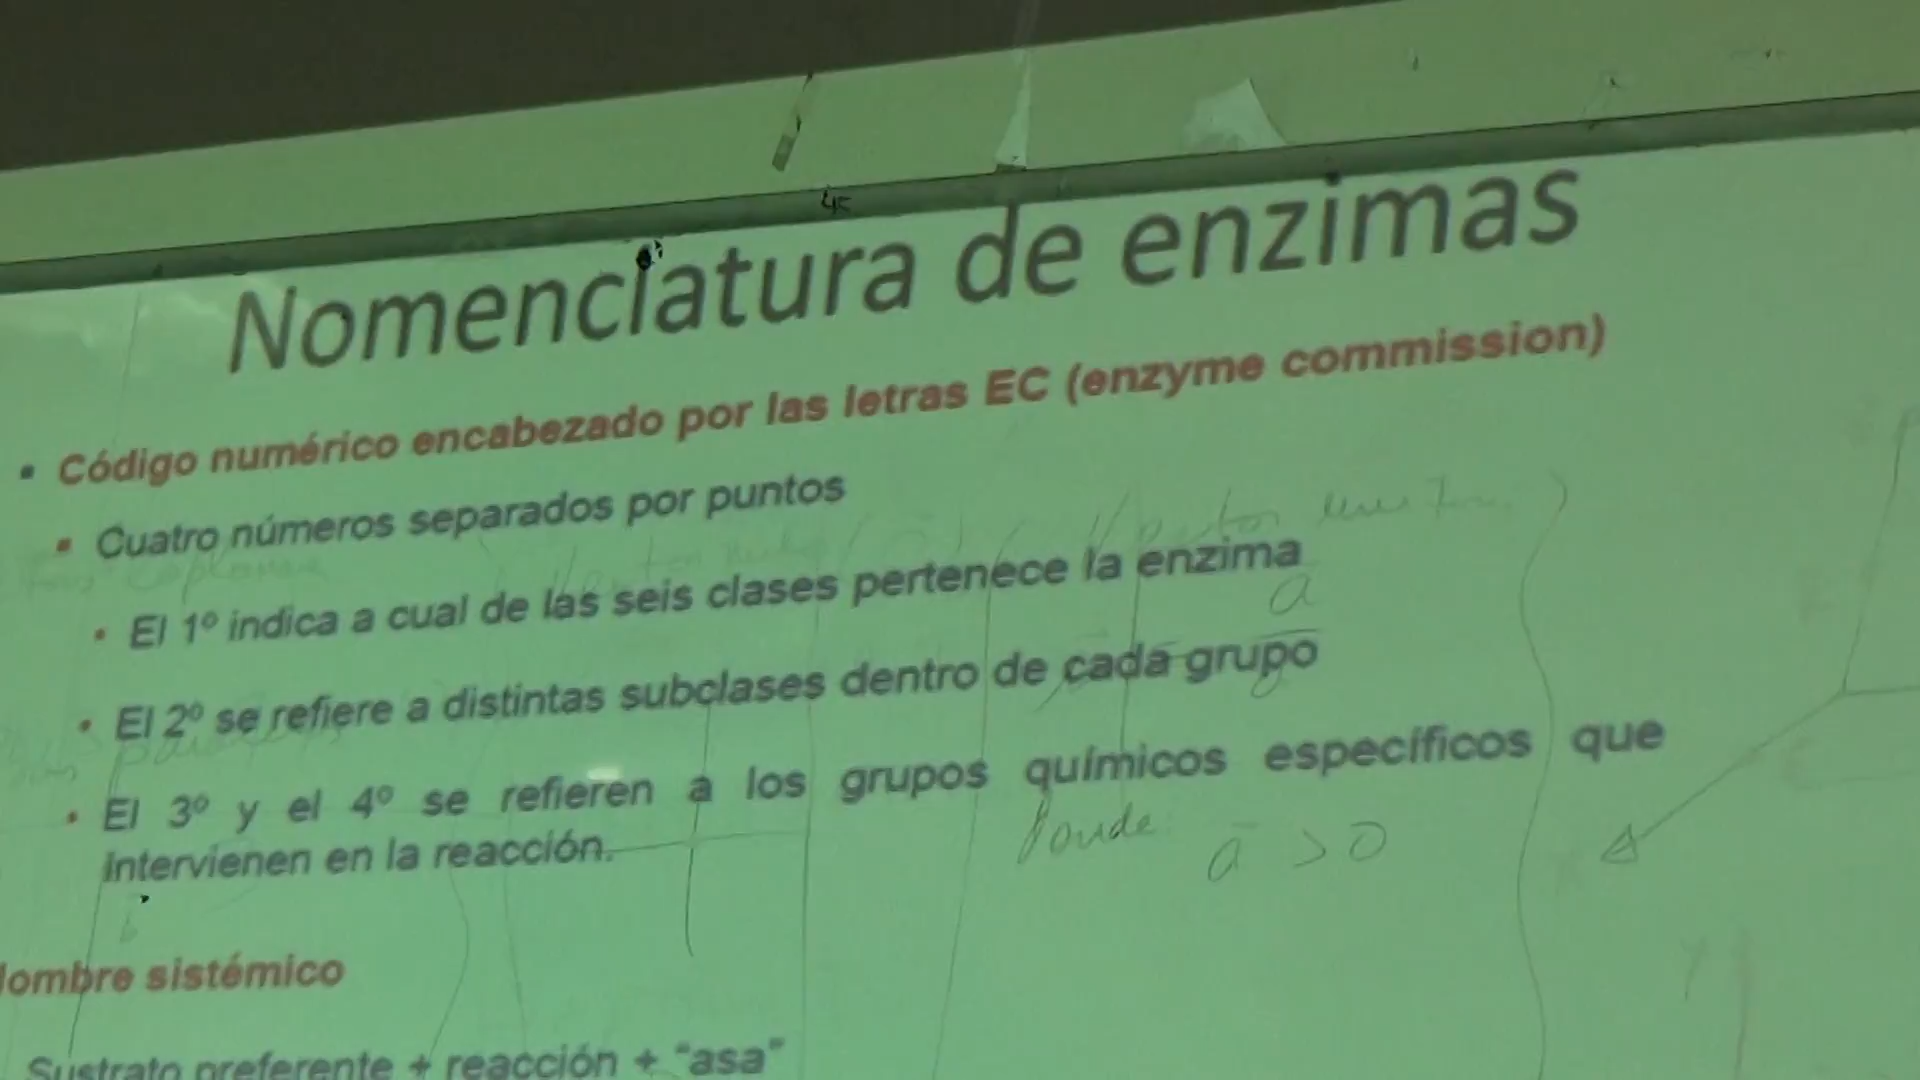 Nomenclatura de enzimas
• Código numérico encabezado por las letras EC (enzyme commission)
• Cuatro números separados por puntos
• El 1º indica a cual de las seis clases pertenece la enzima
a
• El 2º se refiere a distintas subclases dentro de cada grupo
• El 3º y el 4º se refieren a los grupos químicos específicos que
intervienen en la reacción.
Donde:
a > 0
b
ombre sistémico
Sustrato preferente + reacción + "asa"